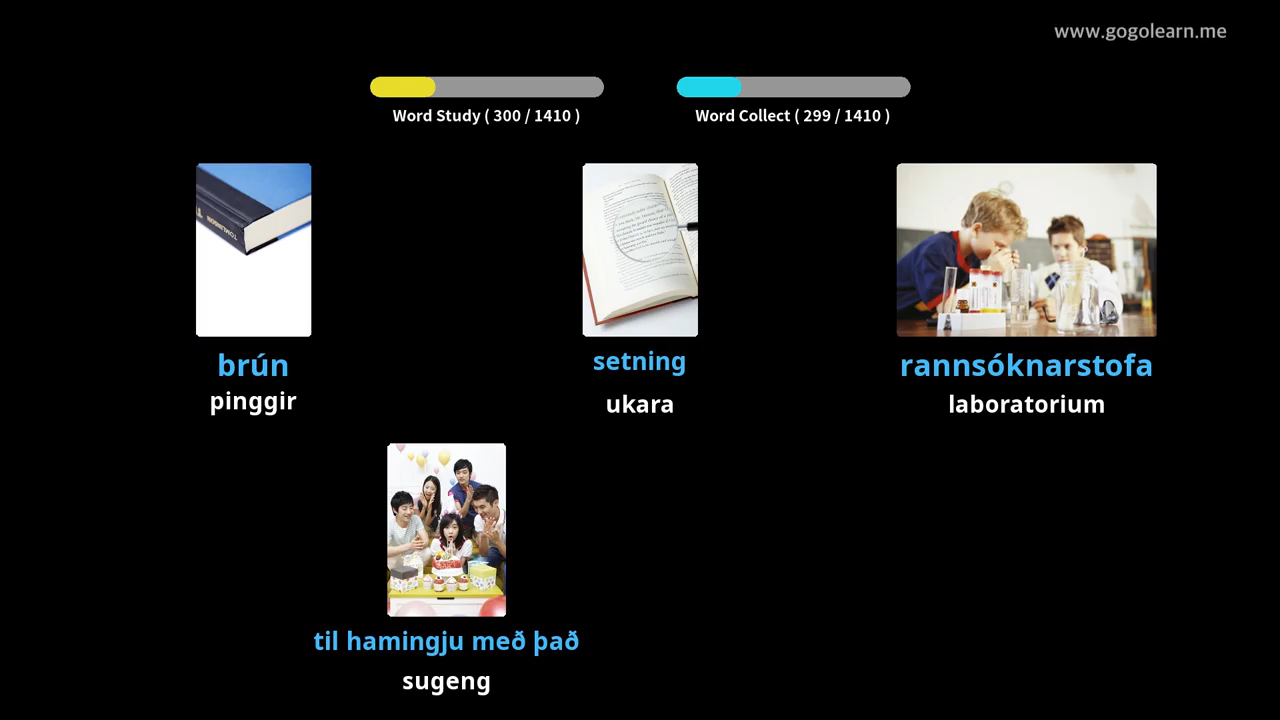 www.gogolearn.me
Word Study ( 300 / 1410 )
Word Collect ( 299 / 1410 )
TOMLINSON
brún
pinggir
setning
ukara
rannsóknarstofa
laboratorium
til hamingju með það
sugeng